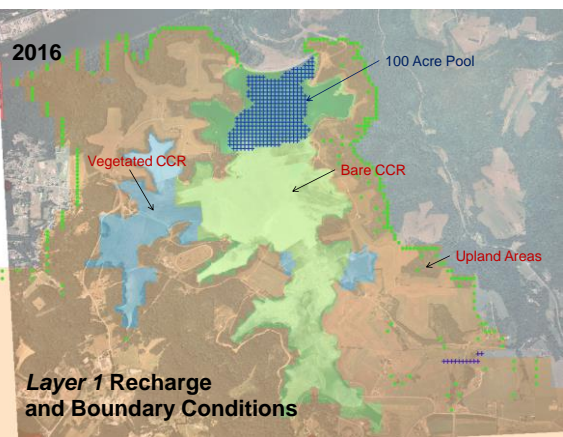 2016
100 Acre Pool
Vegetated CCR
Bare CCR
Upland Areas
Layer 1 Recharge
and Boundary Conditions